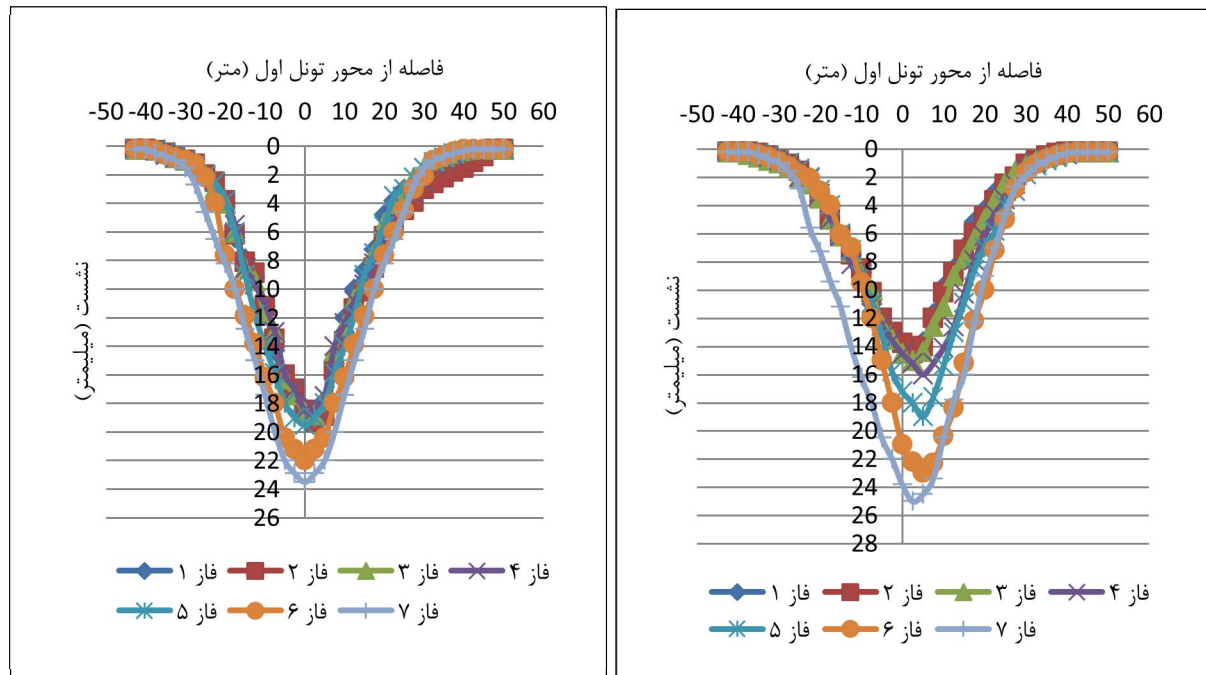 فاصله از محور تونل اول (متر)
-50 -40 -30 -20 -10 0 10 20 30 40 50 60
0
2
4
6
8
10
12
14
16
18
20
22
24
26
نشست (میلیمتر)
فاز ۱ فاز ۲ فاز ۳ فاز ۴
فاز ۵ فاز ۶ فاز ۷
فاصله از محور تونل اول (متر)
-50 -40 -30 -20 -10 0 10 20 30 40 50 60
0
2
4
6
8
10
12
14
16
18
20
22
24
26
28
نشست (میلیمتر)
فاز ۱ فاز ۲ فاز ۳ فاز ۴
فاز ۵ فاز ۶ فاز ۷